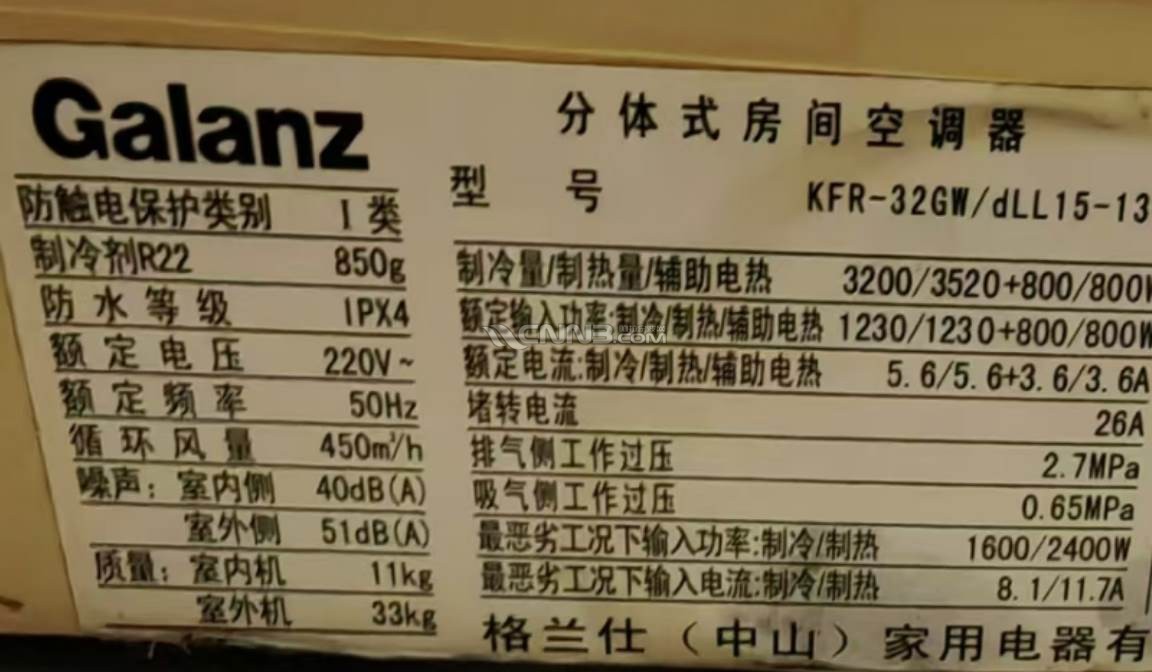 Galanz
分体式房间空调器
型号 KFR-32GW/dLL15-13
防触电保护类别 I类
制冷剂R22 850g
防水等级 IPX4
额定电压 220V~
额定频率 50Hz
循环风量 450m³/h
噪声：室内侧 40dB(A)
室外侧 51dB(A)
质量：室内机 11kg
室外机 33kg
制冷量/制热量/辅助电热 3200/3520+800/800W
额定输入功率:制冷/制热/辅助电热 1230/1230+800/800W
额定电流:制冷/制热/辅助电热 5.6/5.6+3.6/3.6A
堵转电流 26A
排气侧工作过压 2.7MPa
吸气侧工作过压 0.65MPa
最恶劣工况下输入功率:制冷/制热 1600/2400W
最恶劣工况下输入电流:制冷/制热 8.1/11.7A
格兰仕（中山）家用电器有
CNNB
.COM